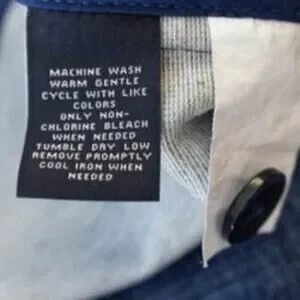 MACHINE WASH
WARM GENTLE
CYCLE WITH LIKE
COLORS
ONLY NON-
CHLORINE BLEACH
WHEN NEEDED
TUMBLE DRY LOW
REMOVE PROMPTLY
COOL IRON WHEN
NEEDED